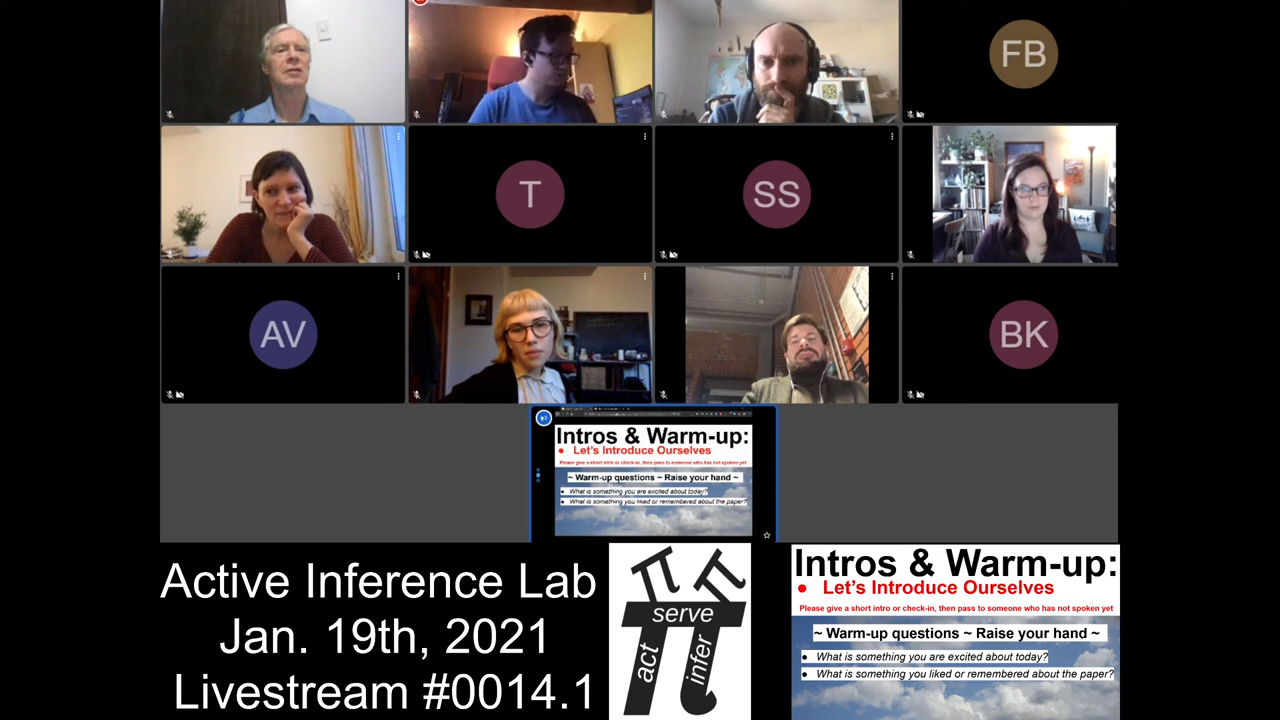 FB
T
SS
AV
BK
Intros & Warm-up:
● Let's Introduce Ourselves
Please give a short intro or check-in, then pass to someone who has not spoken yet
~ Warm-up questions ~ Raise your hand ~
● What is something you are excited about today?
● What is something you liked or remembered about the paper?
Active Inference Lab
Jan. 19th, 2021
Livestream #0014.1
serve
act
infer
Intros & Warm-up:
● Let's Introduce Ourselves
Please give a short intro or check-in, then pass to someone who has not spoken yet
~ Warm-up questions ~ Raise your hand ~
● What is something you are excited about today?
● What is something you liked or remembered about the paper?